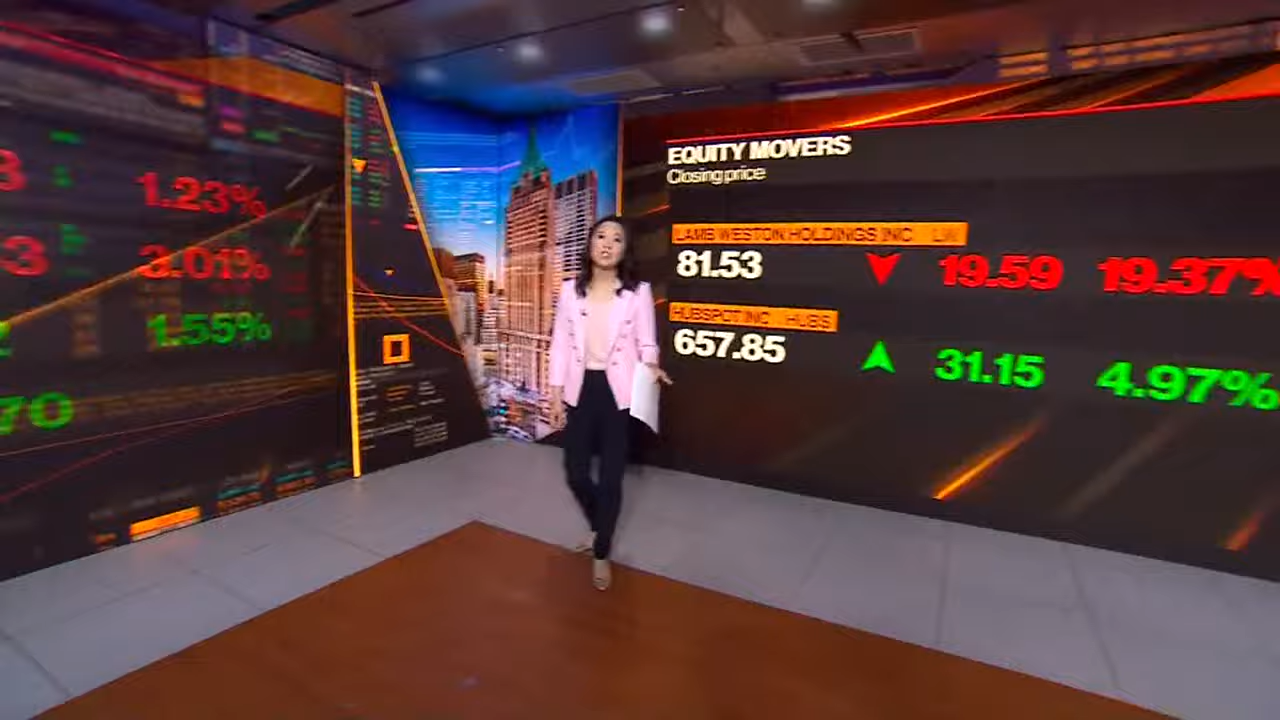 1.23%
3.01%
1.55%
70
EQUITY MOVERS
Closing price
LAMB WESTON HOLDINGS INC LW
81.53 19.59 19.37%
HUBSPOT INC HUBS
657.85 31.15 4.97%